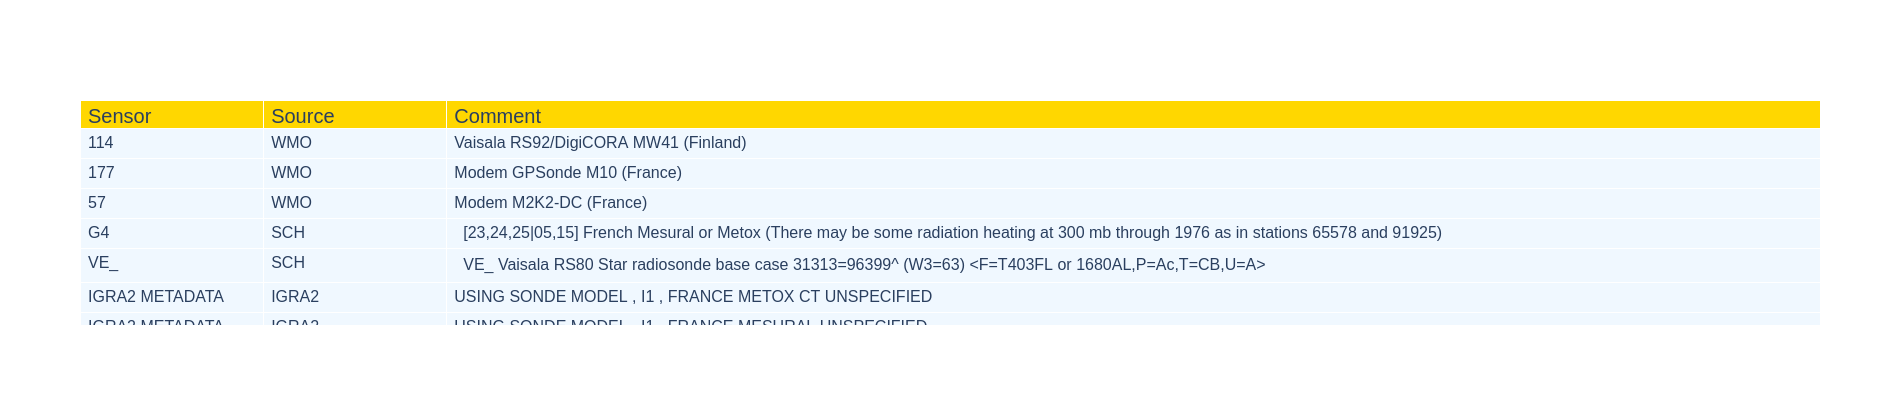 Sensor Source Comment
114 WMO Vaisala RS92/DigiCORA MW41 (Finland)
177 WMO Modem GPSonde M10 (France)
57 WMO Modem M2K2-DC (France)
G4 SCH [23,24,25|05,15] French Mesural or Metox (There may be some radiation heating at 300 mb through 1976 as in stations 65578 and 91925)
VE_ SCH VE_ Vaisala RS80 Star radiosonde base case 31313=96399^ (W3=63) <F=T403FL or 1680AL,P=Ac,T=CB,U=A>
IGRA2 METADATA IGRA2 USING SONDE MODEL , I1 , FRANCE METOX CT UNSPECIFIED
IGRA2 METADATA IGRA2 USING SONDE MODEL , I1 , FRANCE MESURAL UNSPECIFIED